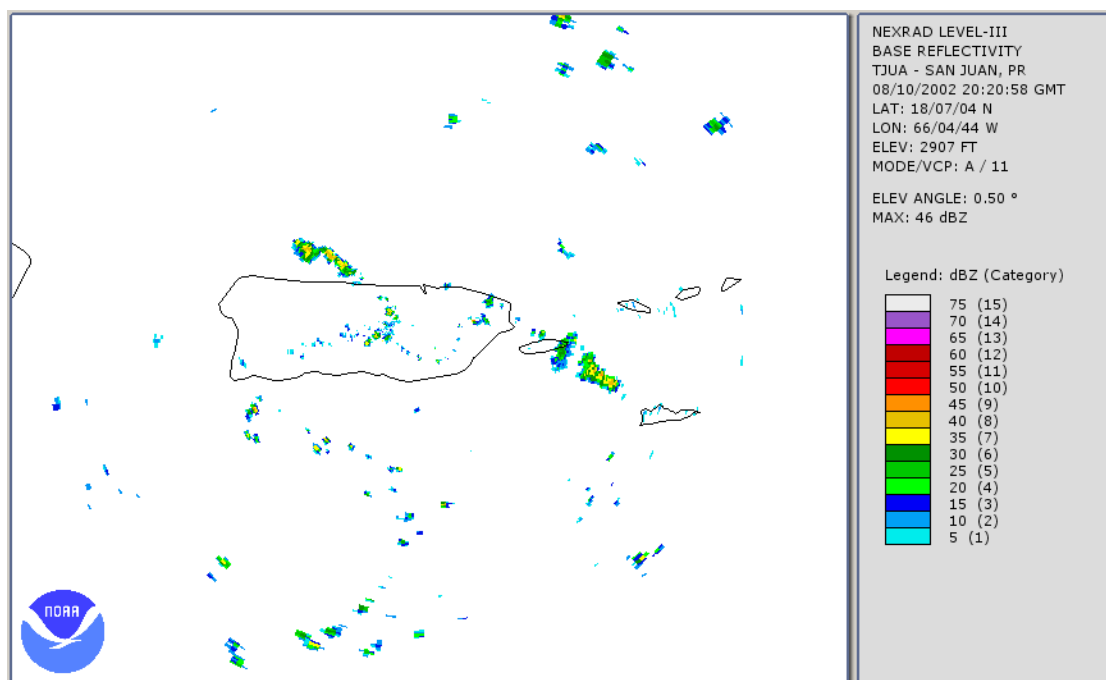 NEXRAD LEVEL-III
BASE REFLECTIVITY
TJUA - SAN JUAN, PR
08/10/2002 20:20:58 GMT
LAT: 18/07/04 N
LON: 66/04/44 W
ELEV: 2907 FT
MODE/VCP: A / 11
ELEV ANGLE: 0.50 °
MAX: 46 dBZ
Legend: dBZ (Category)
75 (15)
70 (14)
65 (13)
60 (12)
55 (11)
50 (10)
45 (9)
40 (8)
35 (7)
30 (6)
25 (5)
20 (4)
15 (3)
10 (2)
5 (1)
NOAA